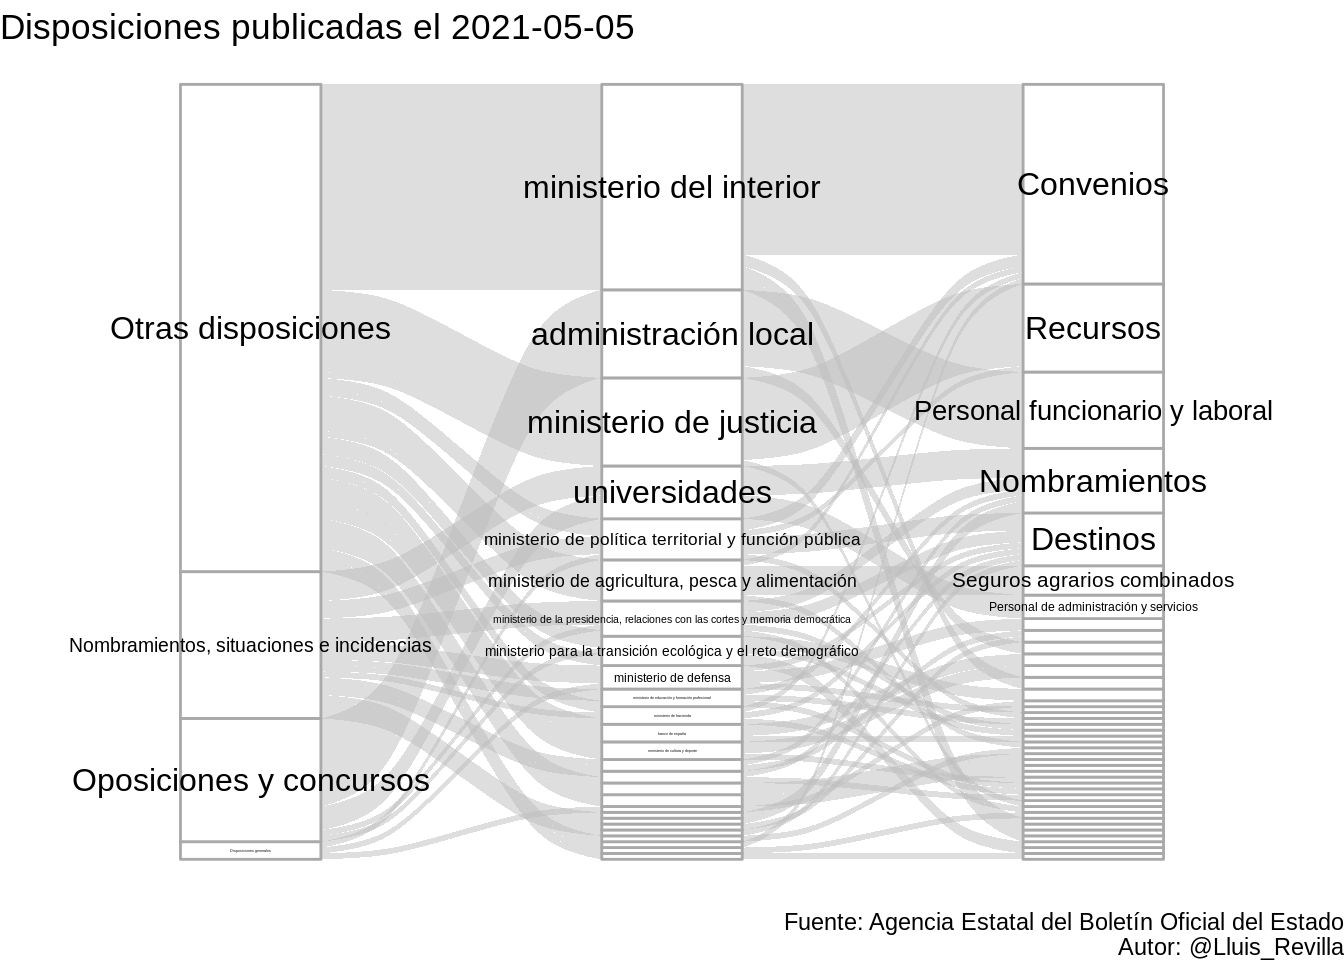 Disposiciones publicadas el 2021-05-05
Otras disposiciones
Nombramientos, situaciones e incidencias
Oposiciones y concursos
Disposiciones generales
ministerio del interior
administración local
ministerio de justicia
universidades
ministerio de política territorial y función pública
ministerio de agricultura, pesca y alimentación
ministerio de la presidencia, relaciones con las cortes y memoria democrática
ministerio para la transición ecológica y el reto demográfico
ministerio de defensa
ministerio de educación y formación profesional
ministerio de hacienda
banco de españa
ministerio de cultura y deporte
Convenios
Recursos
Personal funcionario y laboral
Nombramientos
Destinos
Seguros agrarios combinados
Personal de administración y servicios
Fuente: Agencia Estatal del Boletín Oficial del Estado
Autor: @Lluis_Revilla